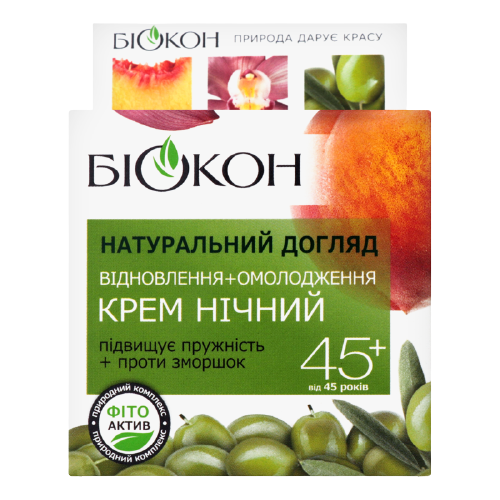 БІОКОН
ПРИРОДА ДАРУЄ КРАСУ
БІОКОН
НАТУРАЛЬНИЙ ДОГЛЯД
ВІДНОВЛЕННЯ+ОМОЛОДЖЕННЯ
КРЕМ НІЧНИЙ
підвищує пружність
+ проти зморшок
45+
від 45 років
природний комплекс
ФІТО
АКТИВ
природний комплекс